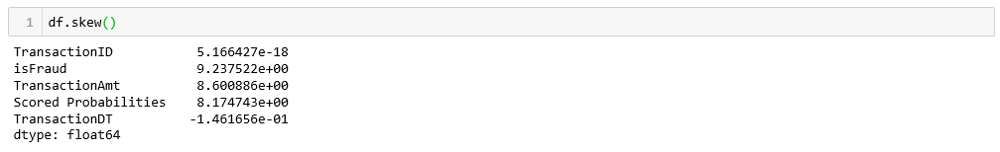 1 df.skew()
TransactionID 5.166427e-18
isFraud 9.237522e+00
TransactionAmt 8.600886e+00
Scored Probabilities 8.174743e+00
TransactionDT -1.461656e-01
dtype: float64